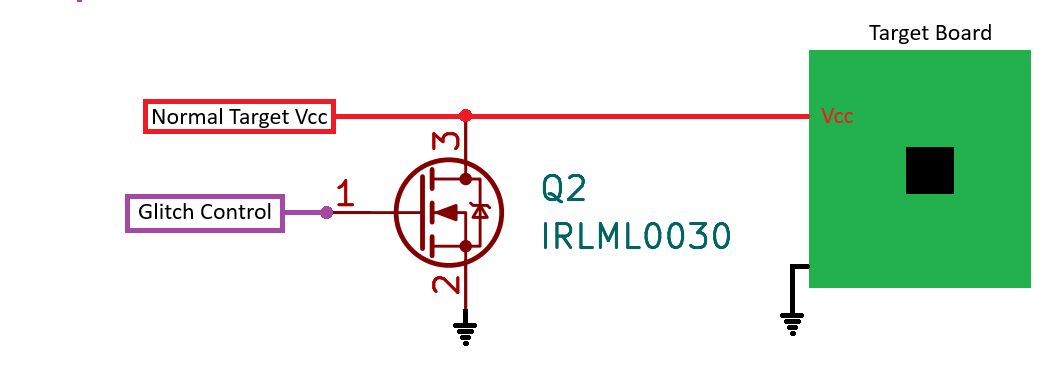 Target Board
Normal Target Vcc
Vcc
3
1
Glitch Control
Q2
IRLML0030
2